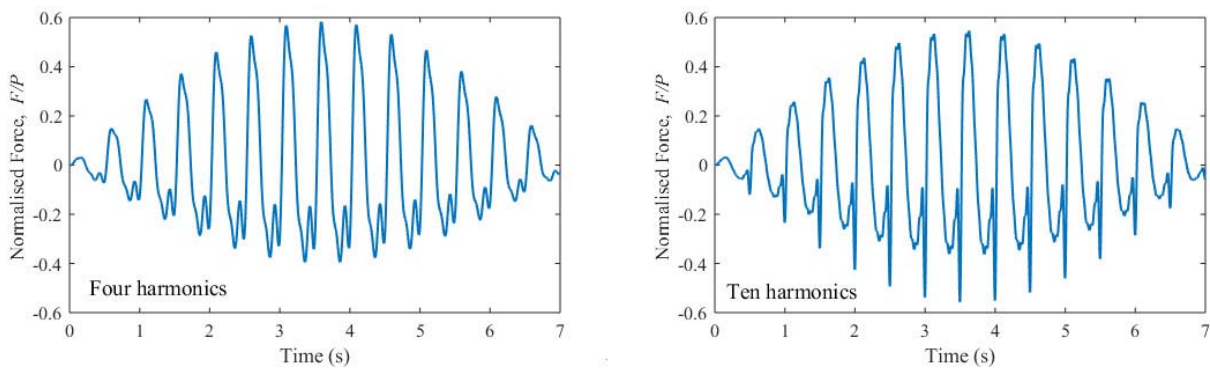 0.6
0.4
0.2
0
-0.2
-0.4
-0.6
Normalised Force, F/P
Four harmonics
0 1 2 3 4 5 6 7
Time (s)
0.6
0.4
0.2
0
-0.2
-0.4
-0.6
Normalised Force, F/P
Ten harmonics
0 1 2 3 4 5 6 7
Time (s)